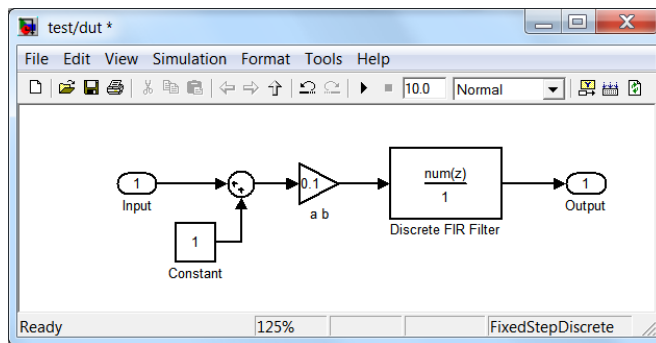 test/dut *
File Edit View Simulation Format Tools Help
10.0 Normal
1
Input
1
Constant
0.1
a b
num(z)
1
Discrete FIR Filter
1
Output
Ready 125% FixedStepDiscrete